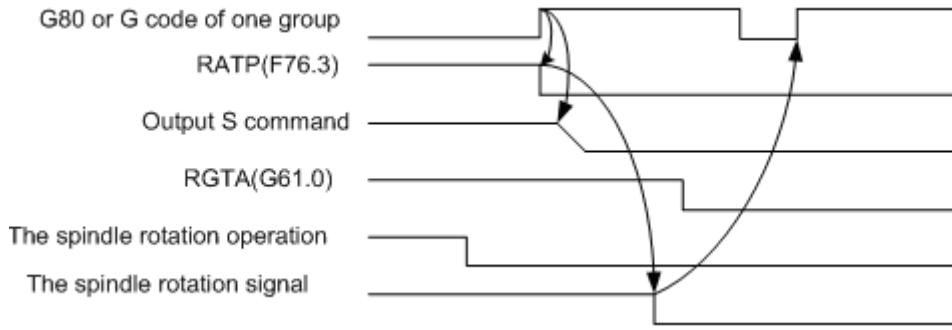 G80 or G code of one group
RATP(F76.3)
Output S command
RGTA(G61.0)
The spindle rotation operation
The spindle rotation signal